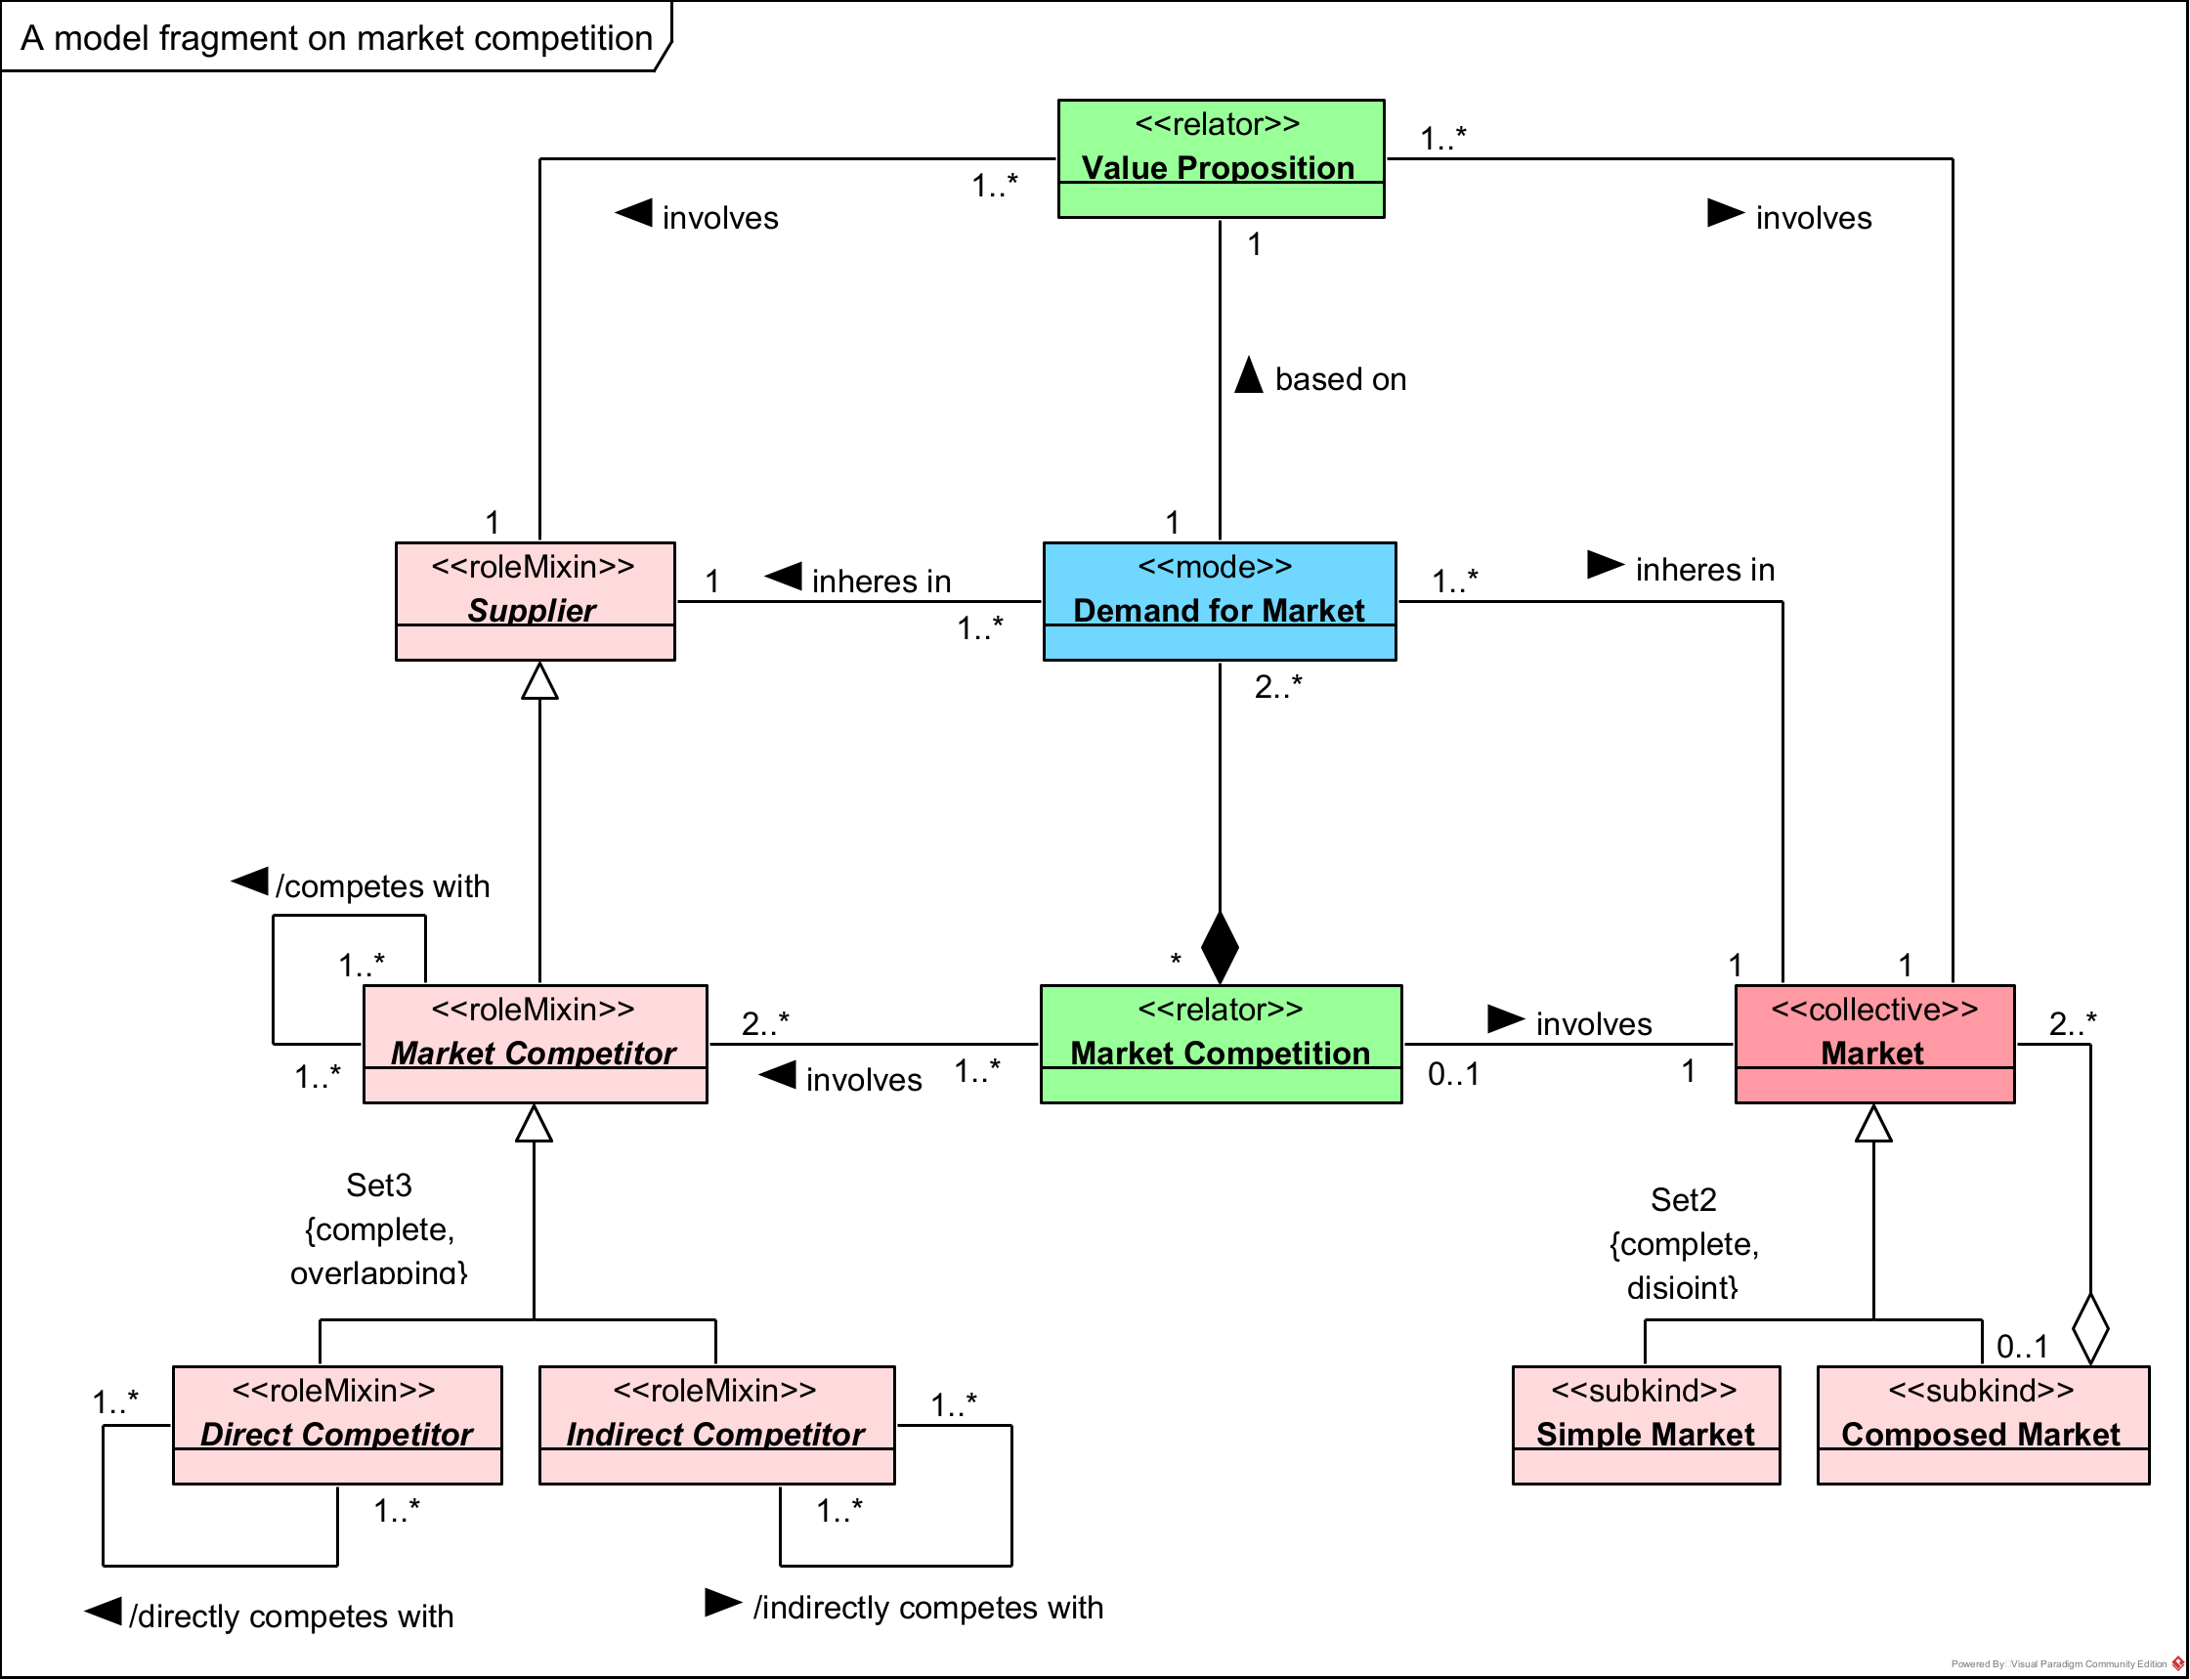 A model fragment on market competition
<<relator>>
Value Proposition
1..*
1..*
involves
involves
1
based on
1
1
<<roleMixin>>
Supplier
1
inheres in
1..*
<<mode>>
Demand for Market
1..*
inheres in
2..*
/competes with
1..*
1..*
<<roleMixin>>
Market Competitor
2..*
involves
1..*
*
<<relator>>
Market Competition
involves
0..1
1
1
1
<<collective>>
Market
2..*
Set3
{complete,
overlapping}
Set2
{complete,
disjoint}
0..1
1..*
<<roleMixin>>
Direct Competitor
1..*
/directly competes with
<<roleMixin>>
Indirect Competitor
1..*
1..*
/indirectly competes with
<<subkind>>
Simple Market
<<subkind>>
Composed Market
Powered By Visual Paradigm Community Edition